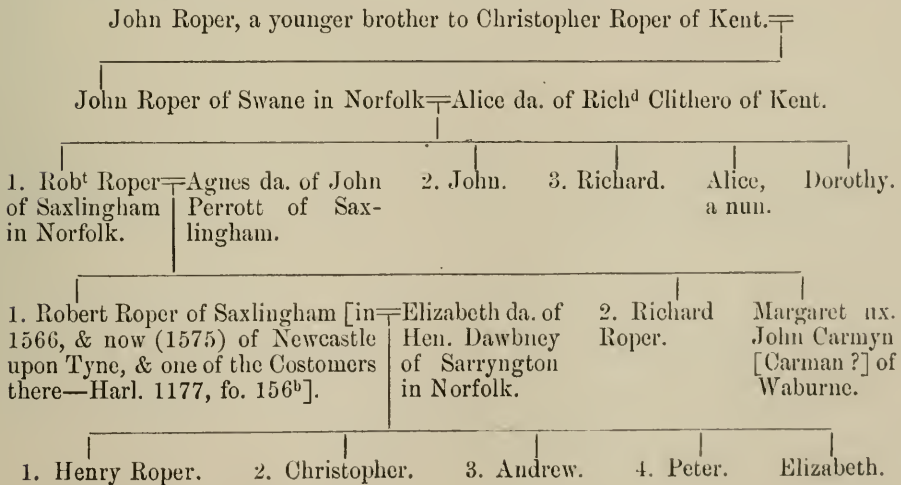 John Roper, a younger brother to Christopher Roper of Kent.
John Roper of Swane in Norfolk=Alice da. of Richᵈ Clithero of Kent.
1. Robᵗ Roper=Agnes da. of John
of Saxlingham Perrott of Sax-
in Norfolk. lingham.
2. John.
3. Richard.
Alice,
a nun.
Dorothy.
1. Robert Roper of Saxlingham [in
1566, & now (1575) of Newcastle
upon Tyne, & one of the Costomers
there—Harl. 1177, fo. 156ᵇ].
Elizabeth da. of
Hen. Dawbney
of Sarryngton
in Norfolk.
2. Richard
Roper.
Margaret ux.
John Carmyn
[Carman ?] of
Waburne.
1. Henry Roper. 2. Christopher. 3. Andrew. 4. Peter. Elizabeth.